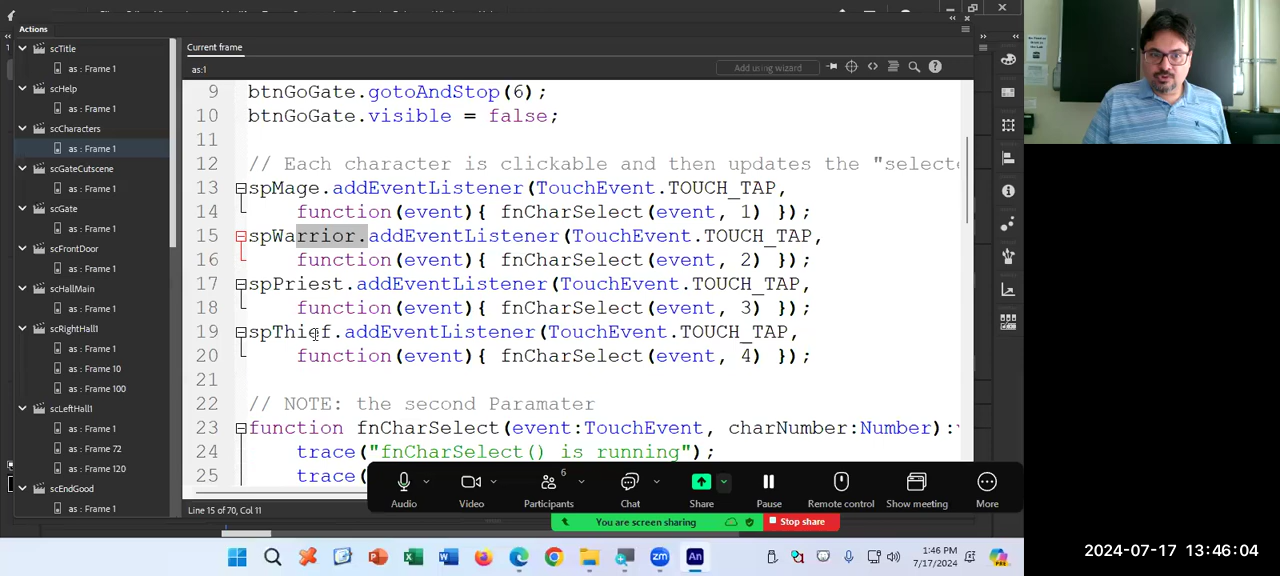 Actions
scTitle
as : Frame 1
scHelp
as : Frame 1
scCharacters
as : Frame 1
scGateCutscene
as : Frame 1
scGate
as : Frame 1
scFrontDoor
as : Frame 1
scHallMain
as : Frame 1
scRightHall1
as : Frame 1
as : Frame 10
as : Frame 100
scLeftHall1
as : Frame 1
as : Frame 72
as : Frame 120
scEndGood
as : Frame 1
Current frame
as:1
Add using wizard
9 btnGoGate.gotoAndStop(6);
10 btnGoGate.visible = false;
11
12 // Each character is clickable and then updates the "selecte
13 spMage.addEventListener(TouchEvent.TOUCH_TAP,
14 function(event){ fnCharSelect(event, 1) });
15 spWarrior.addEventListener(TouchEvent.TOUCH_TAP,
16 function(event){ fnCharSelect(event, 2) });
17 spPriest.addEventListener(TouchEvent.TOUCH_TAP,
18 function(event){ fnCharSelect(event, 3) });
19 spThief.addEventListener(TouchEvent.TOUCH_TAP,
20 function(event){ fnCharSelect(event, 4) });
21
22 // NOTE: the second Paramater
23 function fnCharSelect(event:TouchEvent, charNumber:Number):
24 trace("fnCharSelect() is running");
25 trace(
Line 15 of 70, Col 11
Audio
Video
6
Participants
Chat
Share
Pause
Remote control
Show meeting
More
You are screen sharing
Stop share
zm
An
1:46 PM
7/17/2024
PRE
2024-07-17 13:46:04